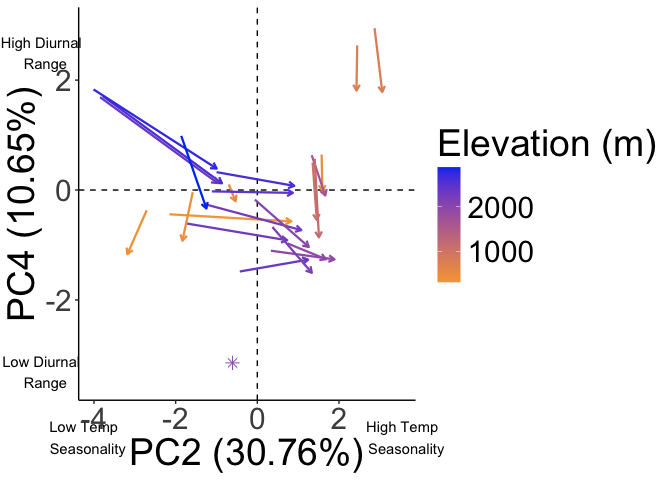 High Diurnal
Range
2
0
-2
Low Diurnal
Range
PC4 (10.65%)
-4
-2
0
2
Low Temp
Seasonality
PC2 (30.76%)
High Temp
Seasonality
Elevation (m)
2000
1000